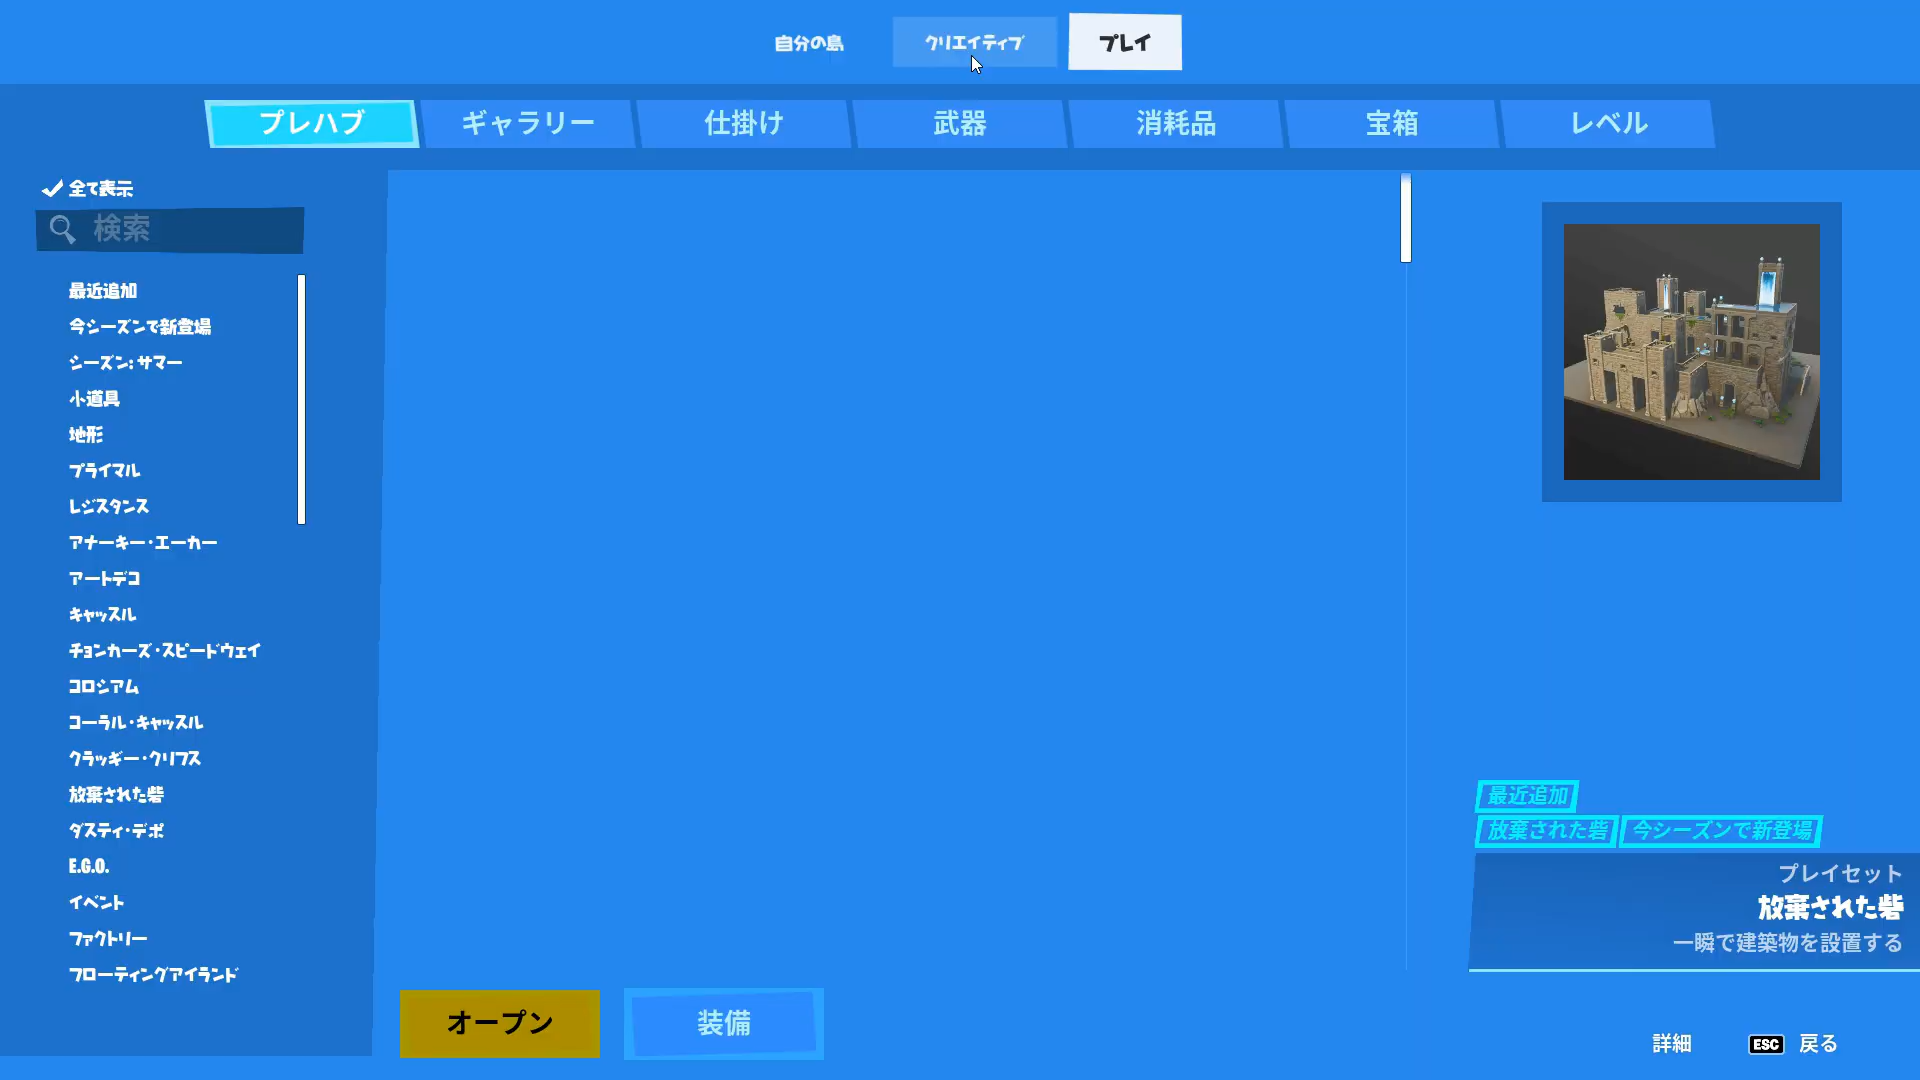 自分の島
クリエイティブ
プレイ
プレハブ
ギャラリー
仕掛け
武器
消耗品
宝箱
レベル
全て表示
検索
最近追加
今シーズンで新登場
シーズン: サマー
小道具
地形
プライマル
レジスタンス
アナーキー・エーカー
アートデコ
キャッスル
チョンカーズ・スピードウェイ
コロシアム
コーラル・キャッスル
クラッギー・クリフス
放棄された砦
ダスティ・デポ
E.G.O.
イベント
ファクトリー
フローティングアイランド
最近追加
放棄された砦
今シーズンで新登場
プレイセット
放棄された砦
一瞬で建築物を設置する
オープン
装備
詳細
ESC 戻る